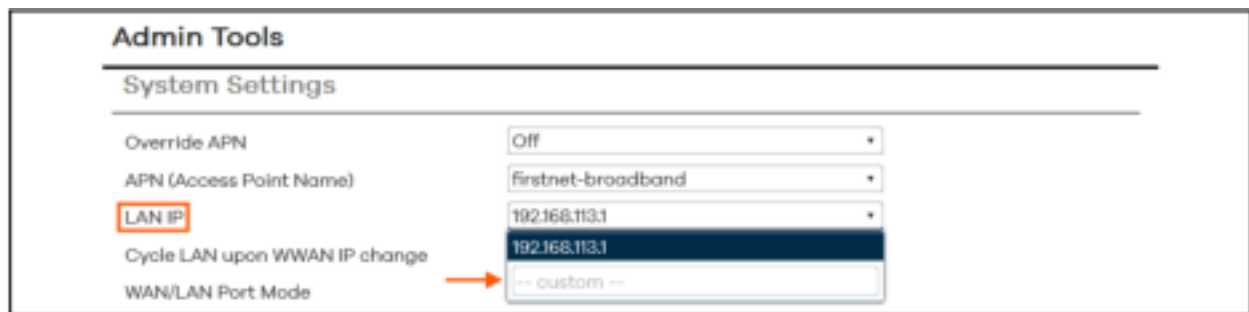 Admin Tools
System Settings
Override APN Off
APN (Access Point Name) firstnet-broadband
LAN IP 192.168.113.1
192.168.113.1
Cycle LAN upon WWAN IP change
-- custom --
WAN/LAN Port Mode